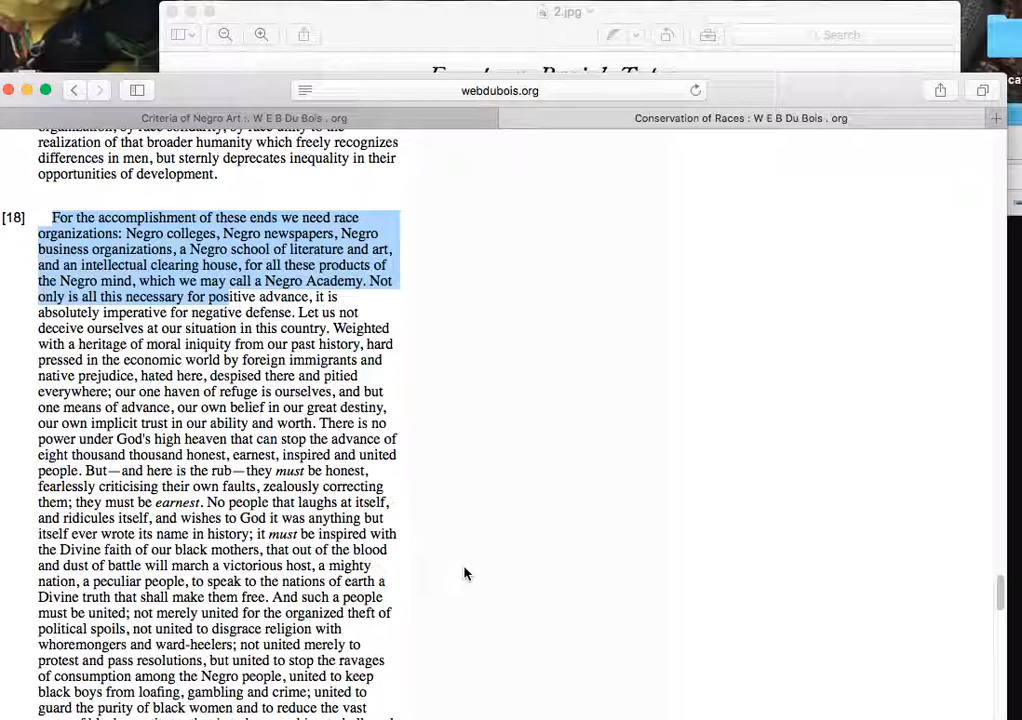 2.jpg
Search
webdubois.org
Criteria of Negro Art :. W E B Du Bois . org
Conservation of Races : W E B Du Bois . org
realization of that broader humanity which freely recognizes
differences in men, but sternly deprecates inequality in their
opportunities of development.
[18] For the accomplishment of these ends we need race
organizations: Negro colleges, Negro newspapers, Negro
business organizations, a Negro school of literature and art,
and an intellectual clearing house, for all these products of
the Negro mind, which we may call a Negro Academy. Not
only is all this necessary for positive advance, it is
absolutely imperative for negative defense. Let us not
deceive ourselves at our situation in this country. Weighted
with a heritage of moral iniquity from our past history, hard
pressed in the economic world by foreign immigrants and
native prejudice, hated here, despised there and pitied
everywhere; our one haven of refuge is ourselves, and but
one means of advance, our own belief in our great destiny,
our own implicit trust in our ability and worth. There is no
power under God's high heaven that can stop the advance of
eight thousand thousand honest, earnest, inspired and united
people. But—and here is the rub—they must be honest,
fearlessly criticising their own faults, zealously correcting
them; they must be earnest. No people that laughs at itself,
and ridicules itself, and wishes to God it was anything but
itself ever wrote its name in history; it must be inspired with
the Divine faith of our black mothers, that out of the blood
and dust of battle will march a victorious host, a mighty
nation, a peculiar people, to speak to the nations of earth a
Divine truth that shall make them free. And such a people
must be united; not merely united for the organized theft of
political spoils, not united to disgrace religion with
whoremongers and ward-heelers; not united merely to
protest and pass resolutions, but united to stop the ravages
of consumption among the Negro people, united to keep
black boys from loafing, gambling and crime; united to
guard the purity of black women and to reduce the vast